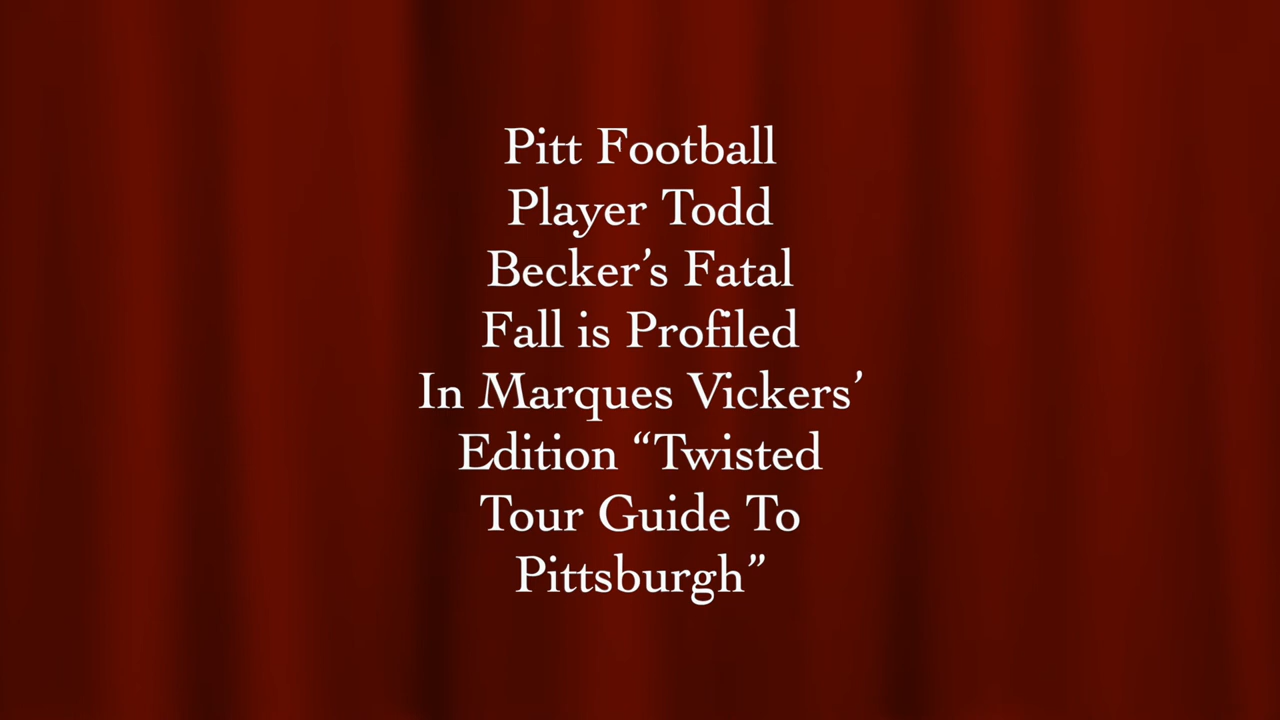 Pitt Football
Player Todd
Becker’s Fatal
Fall is Profiled
In Marques Vickers’
Edition “Twisted
Tour Guide To
Pittsburgh”